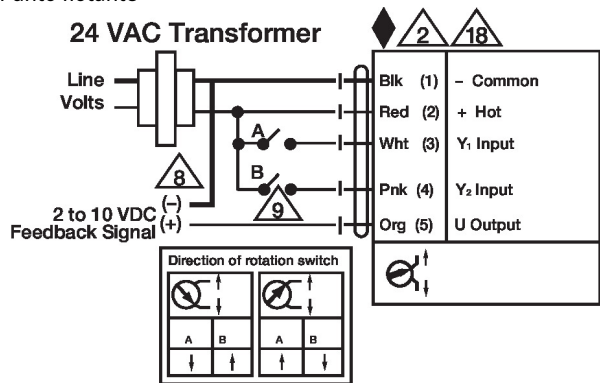 24 VAC Transformer
2
18
Line
Volts
Blk (1) – Common
Red (2) + Hot
A
Wht (3) Y₁ Input
8
B
Pnk (4) Y₂ Input
9
2 to 10 VDC (–)
Feedback Signal (+)
Org (5) U Output
Direction of rotation switch
A B A B